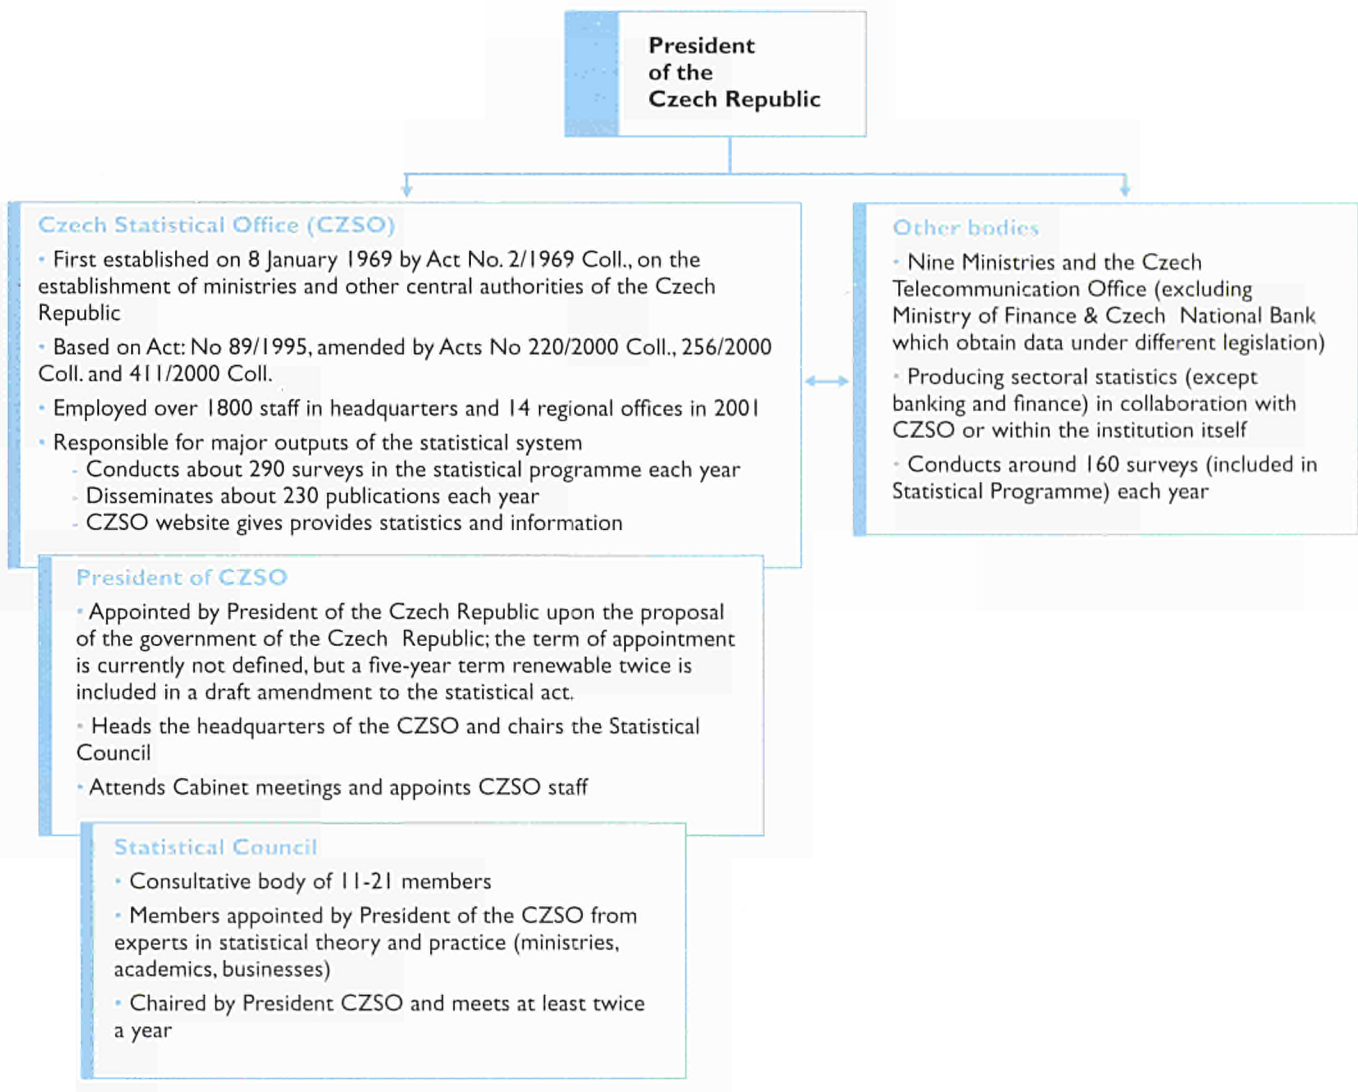 President
of the
Czech Republic
Czech Statistical Office (CZSO)
• First established on 8 January 1969 by Act No. 2/1969 Coll., on the
establishment of ministries and other central authorities of the Czech
Republic
• Based on Act: No 89/1995, amended by Acts No 220/2000 Coll., 256/2000
Coll. and 411/2000 Coll.
• Employed over 1800 staff in headquarters and 14 regional offices in 2001
• Responsible for major outputs of the statistical system
- Conducts about 290 surveys in the statistical programme each year
- Disseminates about 230 publications each year
- CZSO website gives provides statistics and information
Other bodies
• Nine Ministries and the Czech
Telecommunication Office (excluding
Ministry of Finance & Czech National Bank
which obtain data under different legislation)
• Producing sectoral statistics (except
banking and finance) in collaboration with
CZSO or within the institution itself
• Conducts around 160 surveys (included in
Statistical Programme) each year
President of CZSO
• Appointed by President of the Czech Republic upon the proposal
of the government of the Czech Republic; the term of appointment
is currently not defined, but a five-year term renewable twice is
included in a draft amendment to the statistical act.
• Heads the headquarters of the CZSO and chairs the Statistical
Council
• Attends Cabinet meetings and appoints CZSO staff
Statistical Council
• Consultative body of 11-21 members
• Members appointed by President of the CZSO from
experts in statistical theory and practice (ministries,
academics, businesses)
• Chaired by President CZSO and meets at least twice
a year